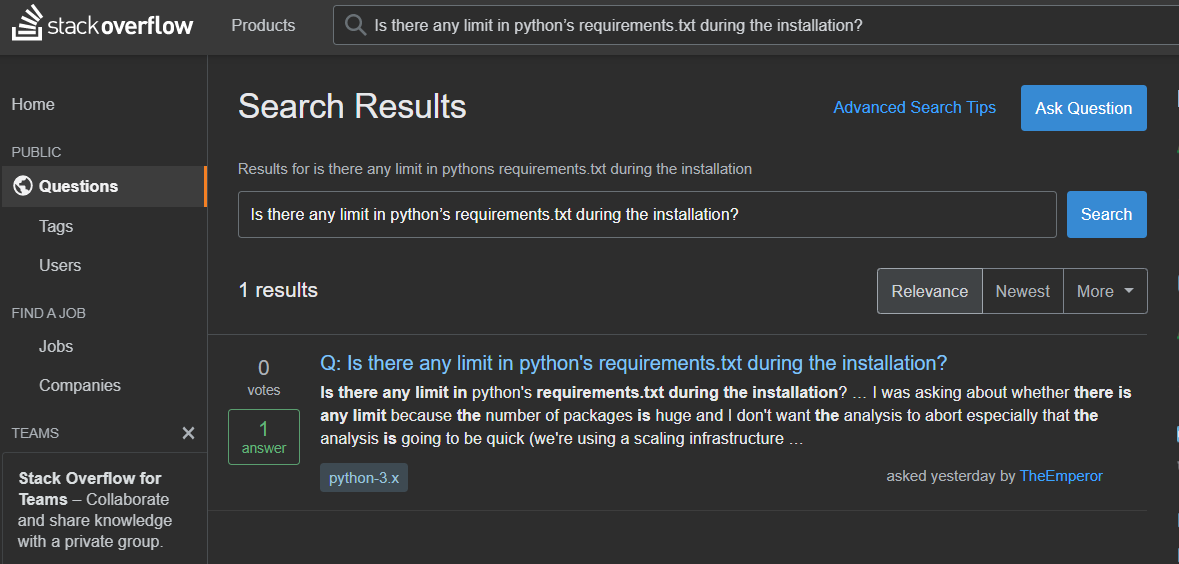 stackoverflow
Products
Is there any limit in python’s requirements.txt during the installation?
Home
PUBLIC
Questions
Tags
Users
FIND A JOB
Jobs
Companies
TEAMS
Stack Overflow for
Teams – Collaborate
and share knowledge
with a private group.
Search Results
Advanced Search Tips
Ask Question
Results for is there any limit in pythons requirements.txt during the installation
Is there any limit in python’s requirements.txt during the installation?
Search
1 results
Relevance
Newest
More
0
votes
1
answer
Q: Is there any limit in python's requirements.txt during the installation?
Is there any limit in python's requirements.txt during the installation? … I was asking about whether there is
any limit because the number of packages is huge and I don't want the analysis to abort especially that the
analysis is going to be quick (we're using a scaling infrastructure …
python-3.x
asked yesterday by TheEmperor